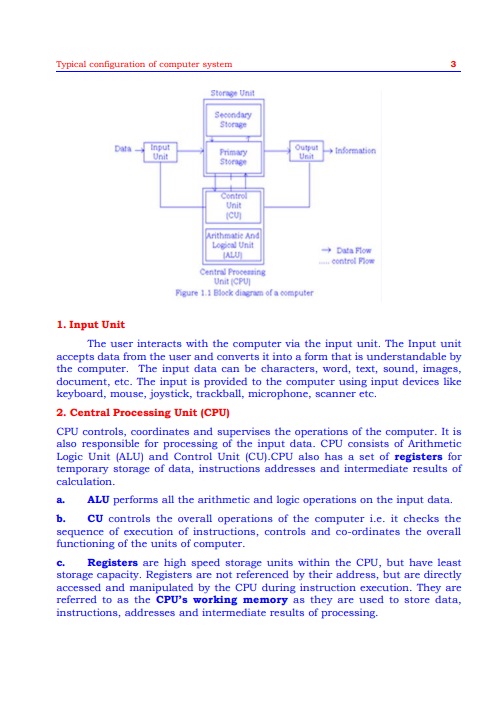 Typical configuration of computer system 3
Storage Unit
Secondary
Storage
Data
Input
Unit
Primary
Storage
Output
Unit
Information
Control
Unit
(CU)
Arithmatic And
Logical Unit
(ALU)
Data Flow
..... control Flow
Central Processing
Unit (CPU)
Figure 1.1 Block diagram of a computer
1. Input Unit
The user interacts with the computer via the input unit. The Input unit
accepts data from the user and converts it into a form that is understandable by
the computer. The input data can be characters, word, text, sound, images,
document, etc. The input is provided to the computer using input devices like
keyboard, mouse, joystick, trackball, microphone, scanner etc.
2. Central Processing Unit (CPU)
CPU controls, coordinates and supervises the operations of the computer. It is
also responsible for processing of the input data. CPU consists of Arithmetic
Logic Unit (ALU) and Control Unit (CU).CPU also has a set of registers for
temporary storage of data, instructions addresses and intermediate results of
calculation.
a. ALU performs all the arithmetic and logic operations on the input data.
b. CU controls the overall operations of the computer i.e. it checks the
sequence of execution of instructions, controls and co-ordinates the overall
functioning of the units of computer.
c. Registers are high speed storage units within the CPU, but have least
storage capacity. Registers are not referenced by their address, but are directly
accessed and manipulated by the CPU during instruction execution. They are
referred to as the CPU's working memory as they are used to store data,
instructions, addresses and intermediate results of processing.